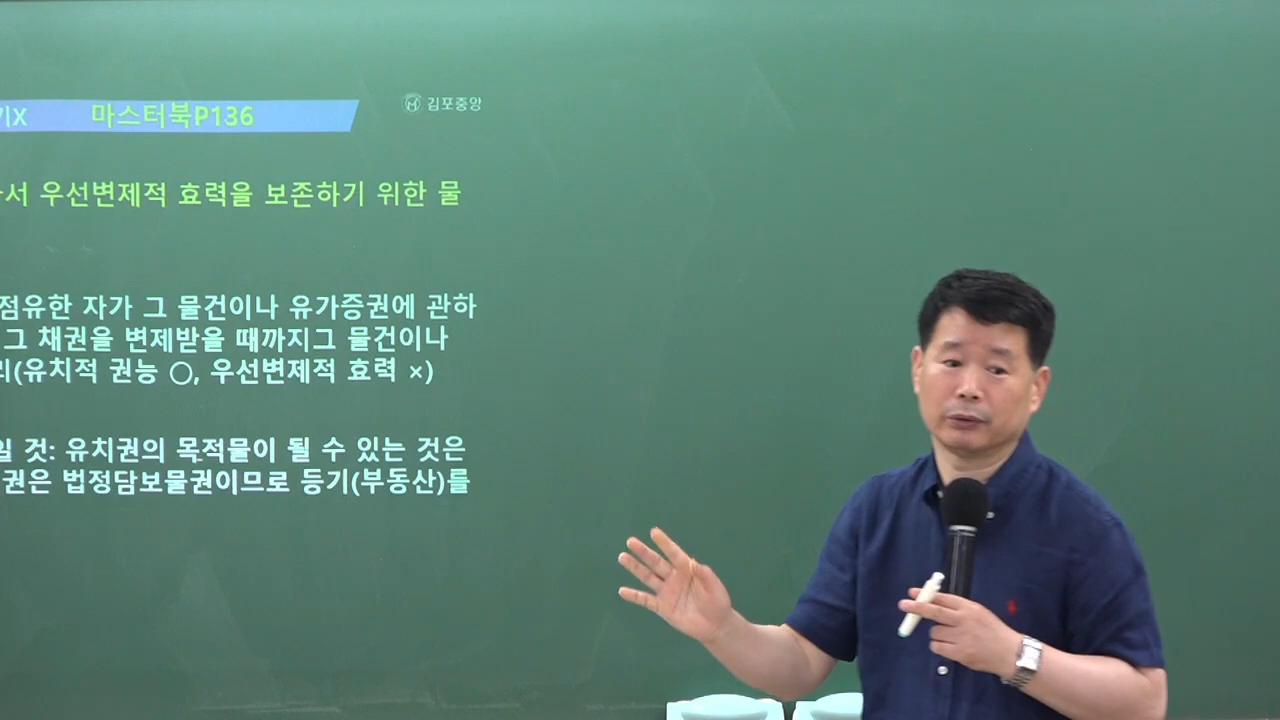 기X 마스터북P136
김포중앙
서 우선변제적 효력을 보존하기 위한 물
점유한 자가 그 물건이나 유가증권에 관하
그 채권을 변제받을 때까지그 물건이나
리(유치적 권능 ○, 우선변제적 효력 ×)
일 것: 유치권의 목적물이 될 수 있는 것은
권은 법정담보물권이므로 등기(부동산)를